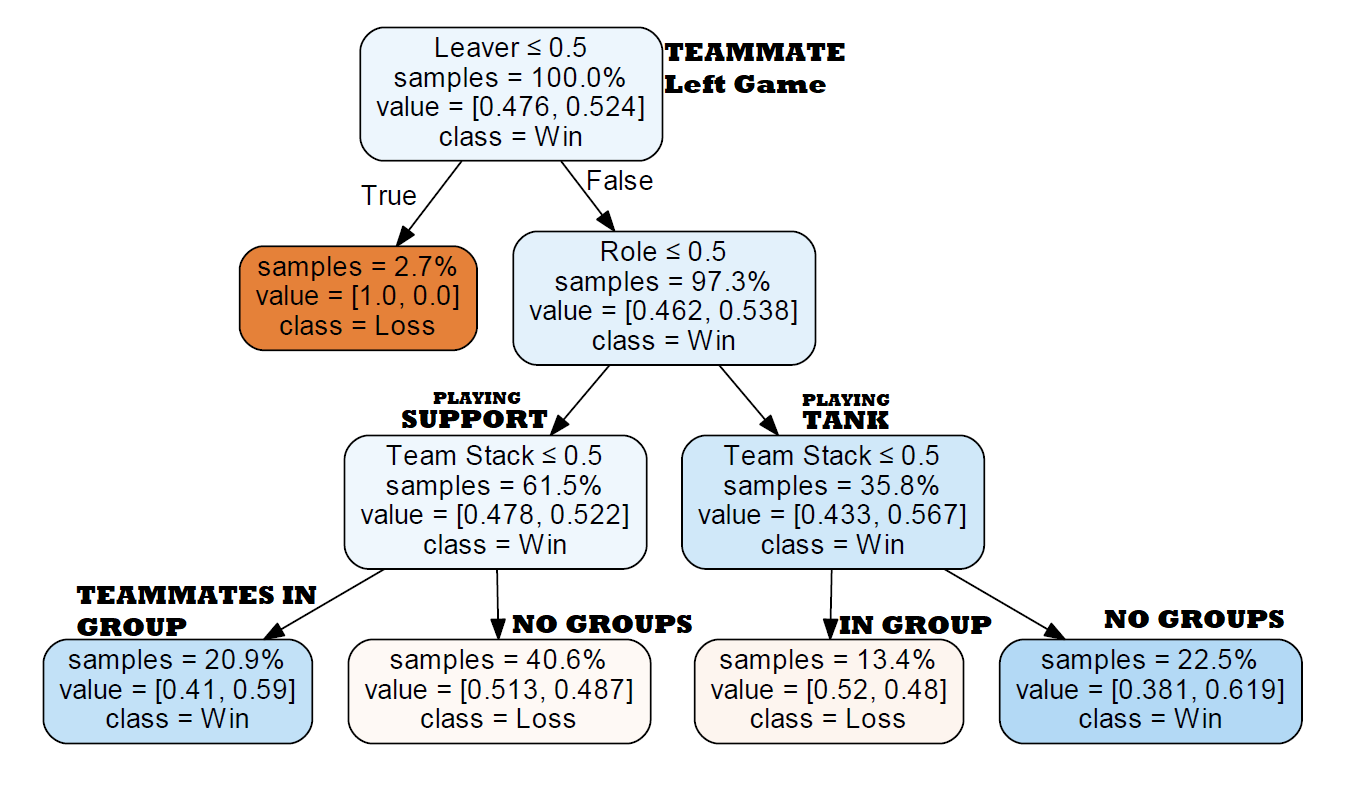 Leaver ≤ 0.5
samples = 100.0%
value = [0.476, 0.524]
class = Win
TEAMMATE
Left Game
True
False
samples = 2.7%
value = [1.0, 0.0]
class = Loss
Role ≤ 0.5
samples = 97.3%
value = [0.462, 0.538]
class = Win
PLAYING
SUPPORT
PLAYING
TANK
Team Stack ≤ 0.5
samples = 61.5%
value = [0.478, 0.522]
class = Win
Team Stack ≤ 0.5
samples = 35.8%
value = [0.433, 0.567]
class = Win
TEAMMATES IN
GROUP
NO GROUPS
IN GROUP
NO GROUPS
samples = 20.9%
value = [0.41, 0.59]
class = Win
samples = 40.6%
value = [0.513, 0.487]
class = Loss
samples = 13.4%
value = [0.52, 0.48]
class = Loss
samples = 22.5%
value = [0.381, 0.619]
class = Win